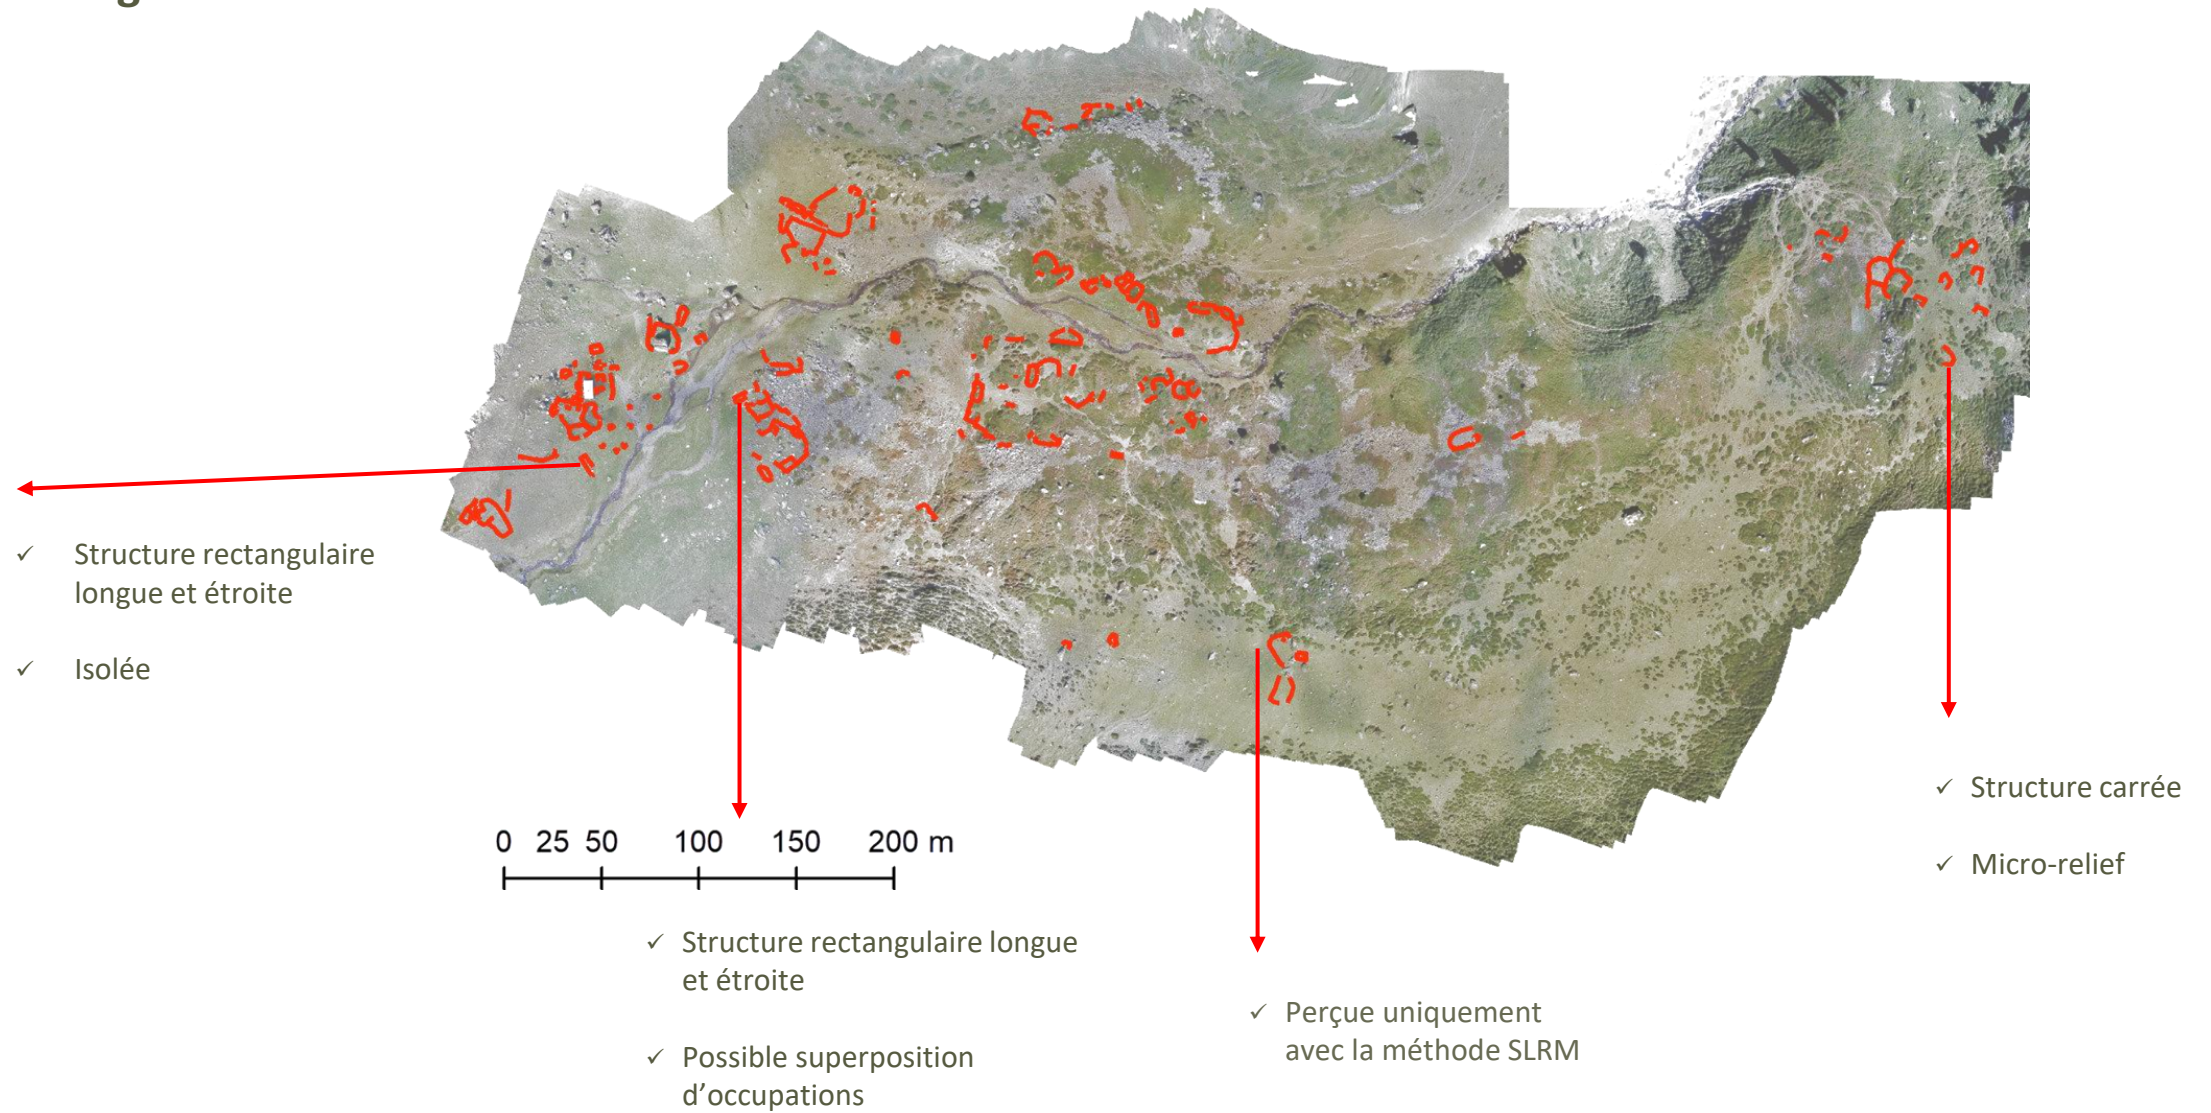 ✓ Structure rectangulaire
longue et étroite
✓ Isolée
0 25 50 100 150 200 m
✓ Structure rectangulaire longue
et étroite
✓ Possible superposition
d’occupations
✓ Perçue uniquement
avec la méthode SLRM
✓ Structure carrée
✓ Micro-relief